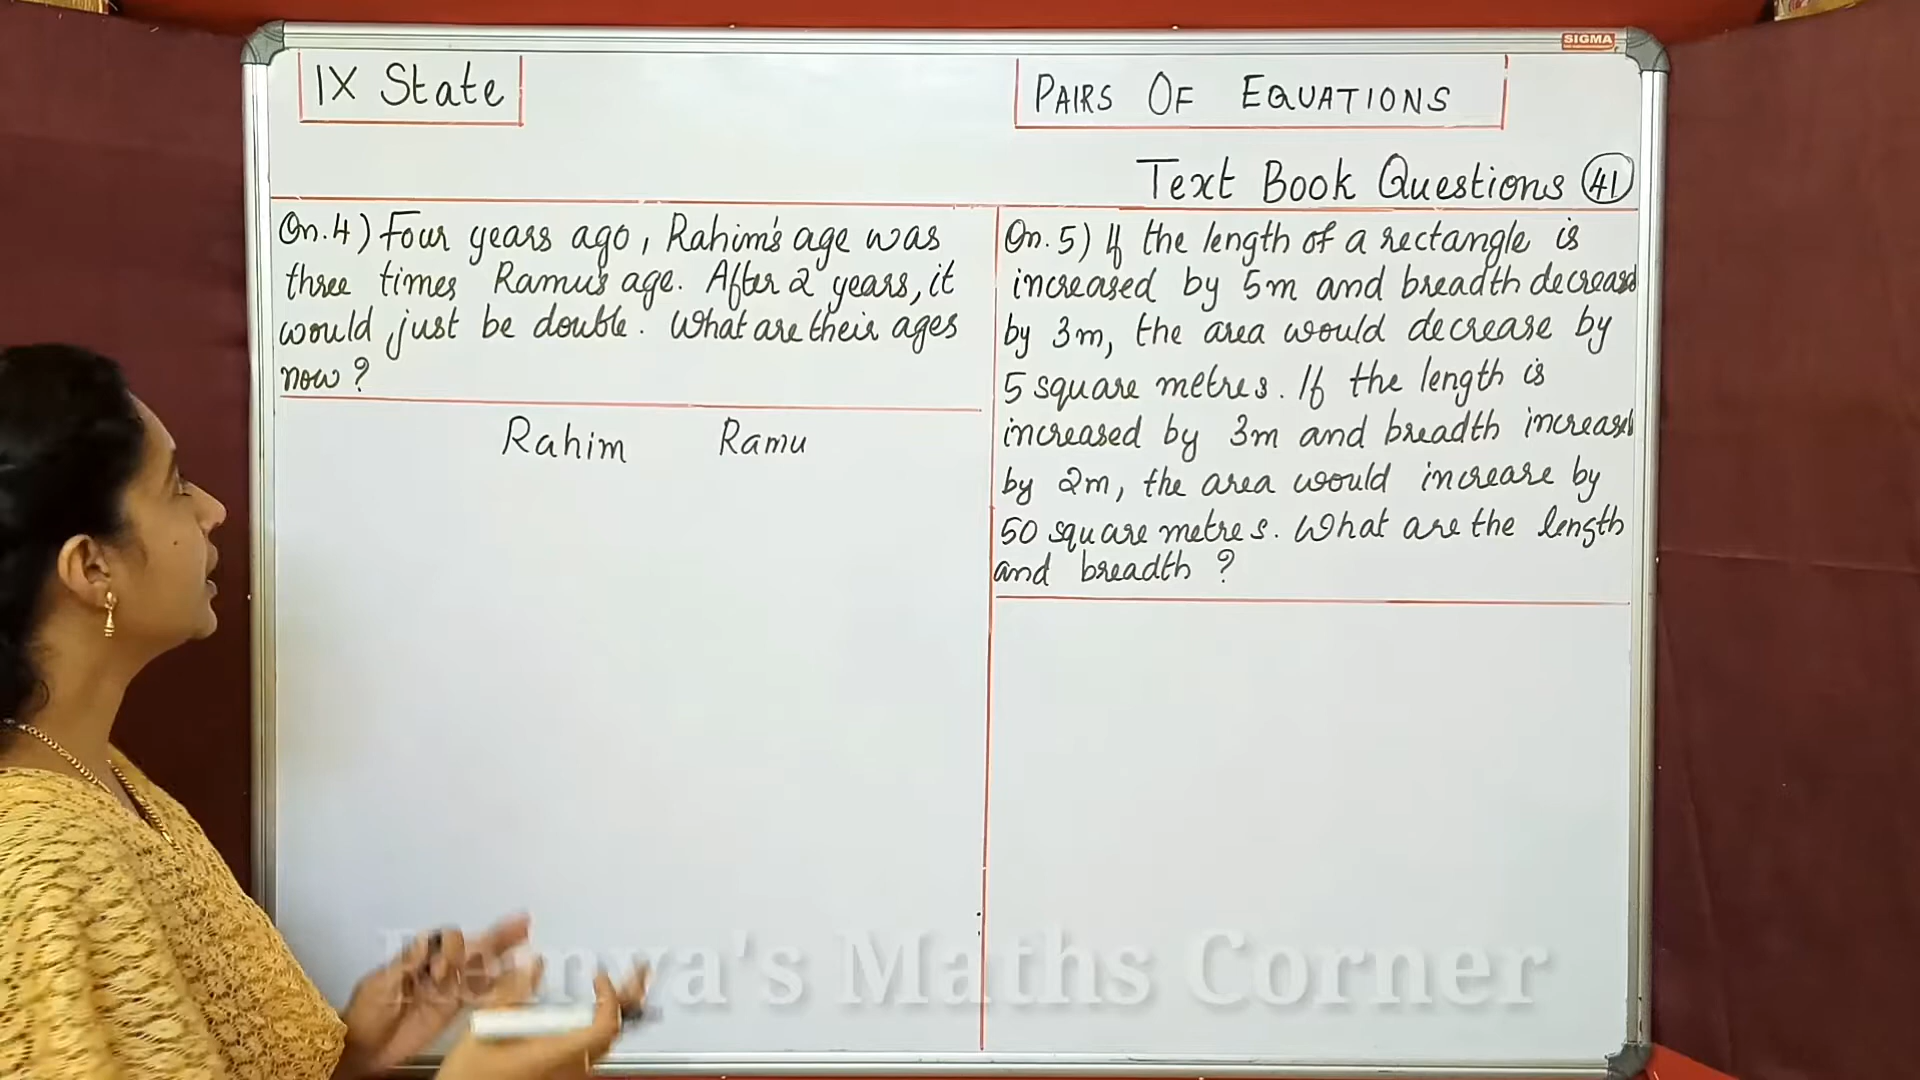 SIGMA
IX State
PAIRS OF EQUATIONS
Text Book Questions 41
Qn.4) Four years ago, Rahim's age was
three times Ramu's age. After 2 years, it
would just be double. What are their ages
now?
Rahim Ramu
Qn.5) If the length of a rectangle is
increased by 5m and breadth decreased
by 3m, the area would decrease by
5 square metres. If the length is
increased by 3m and breadth increased
by 2m, the area would increase by
50 square metres. What are the length
and breadth ?
Remya's Maths Corner